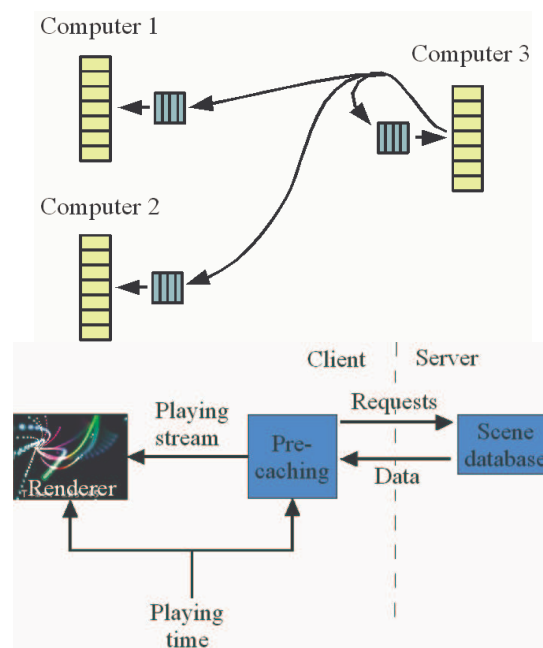 Computer 1
Computer 3
Computer 2
Client
Server
Playing
stream
Requests
Pre-
caching
Scene
database
Data
Renderer
Playing
time